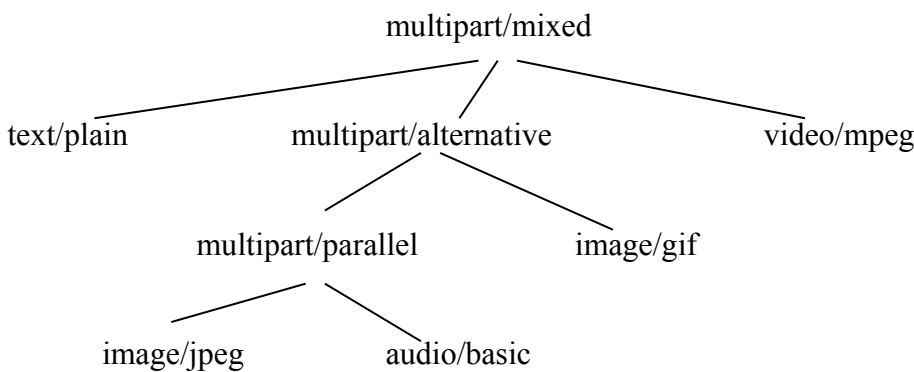 multipart/mixed
text/plain multipart/alternative video/mpeg
multipart/parallel image/gif
image/jpeg audio/basic